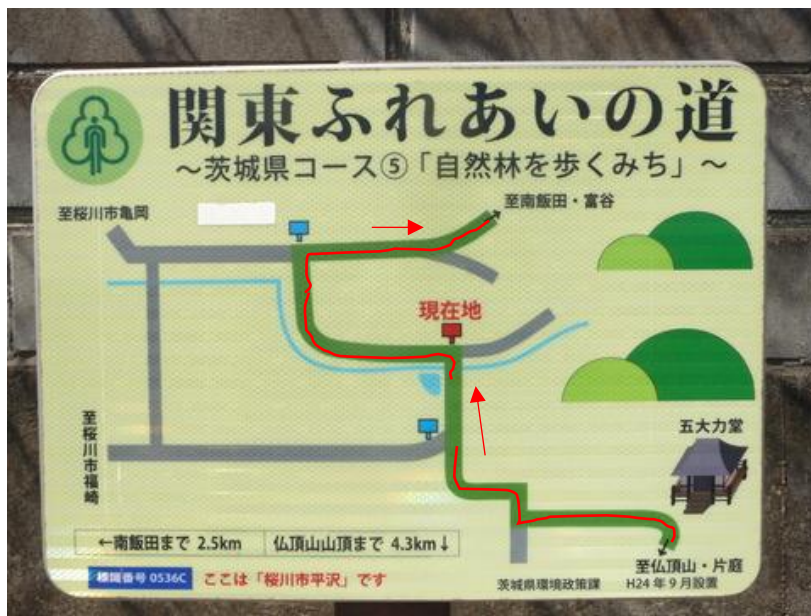 関東ふれあいの道
～茨城県コース⑤「自然林を歩くみち」～
至桜川市亀岡
至南飯田・富谷
現在地
至桜川市福崎
五大力堂
←南飯田まで 2.5km
仏頂山山頂まで 4.3km↓
至仏頂山・片庭
標識番号 0536C
ここは「桜川市平沢」です
茨城県環境政策課
H24年9月設置